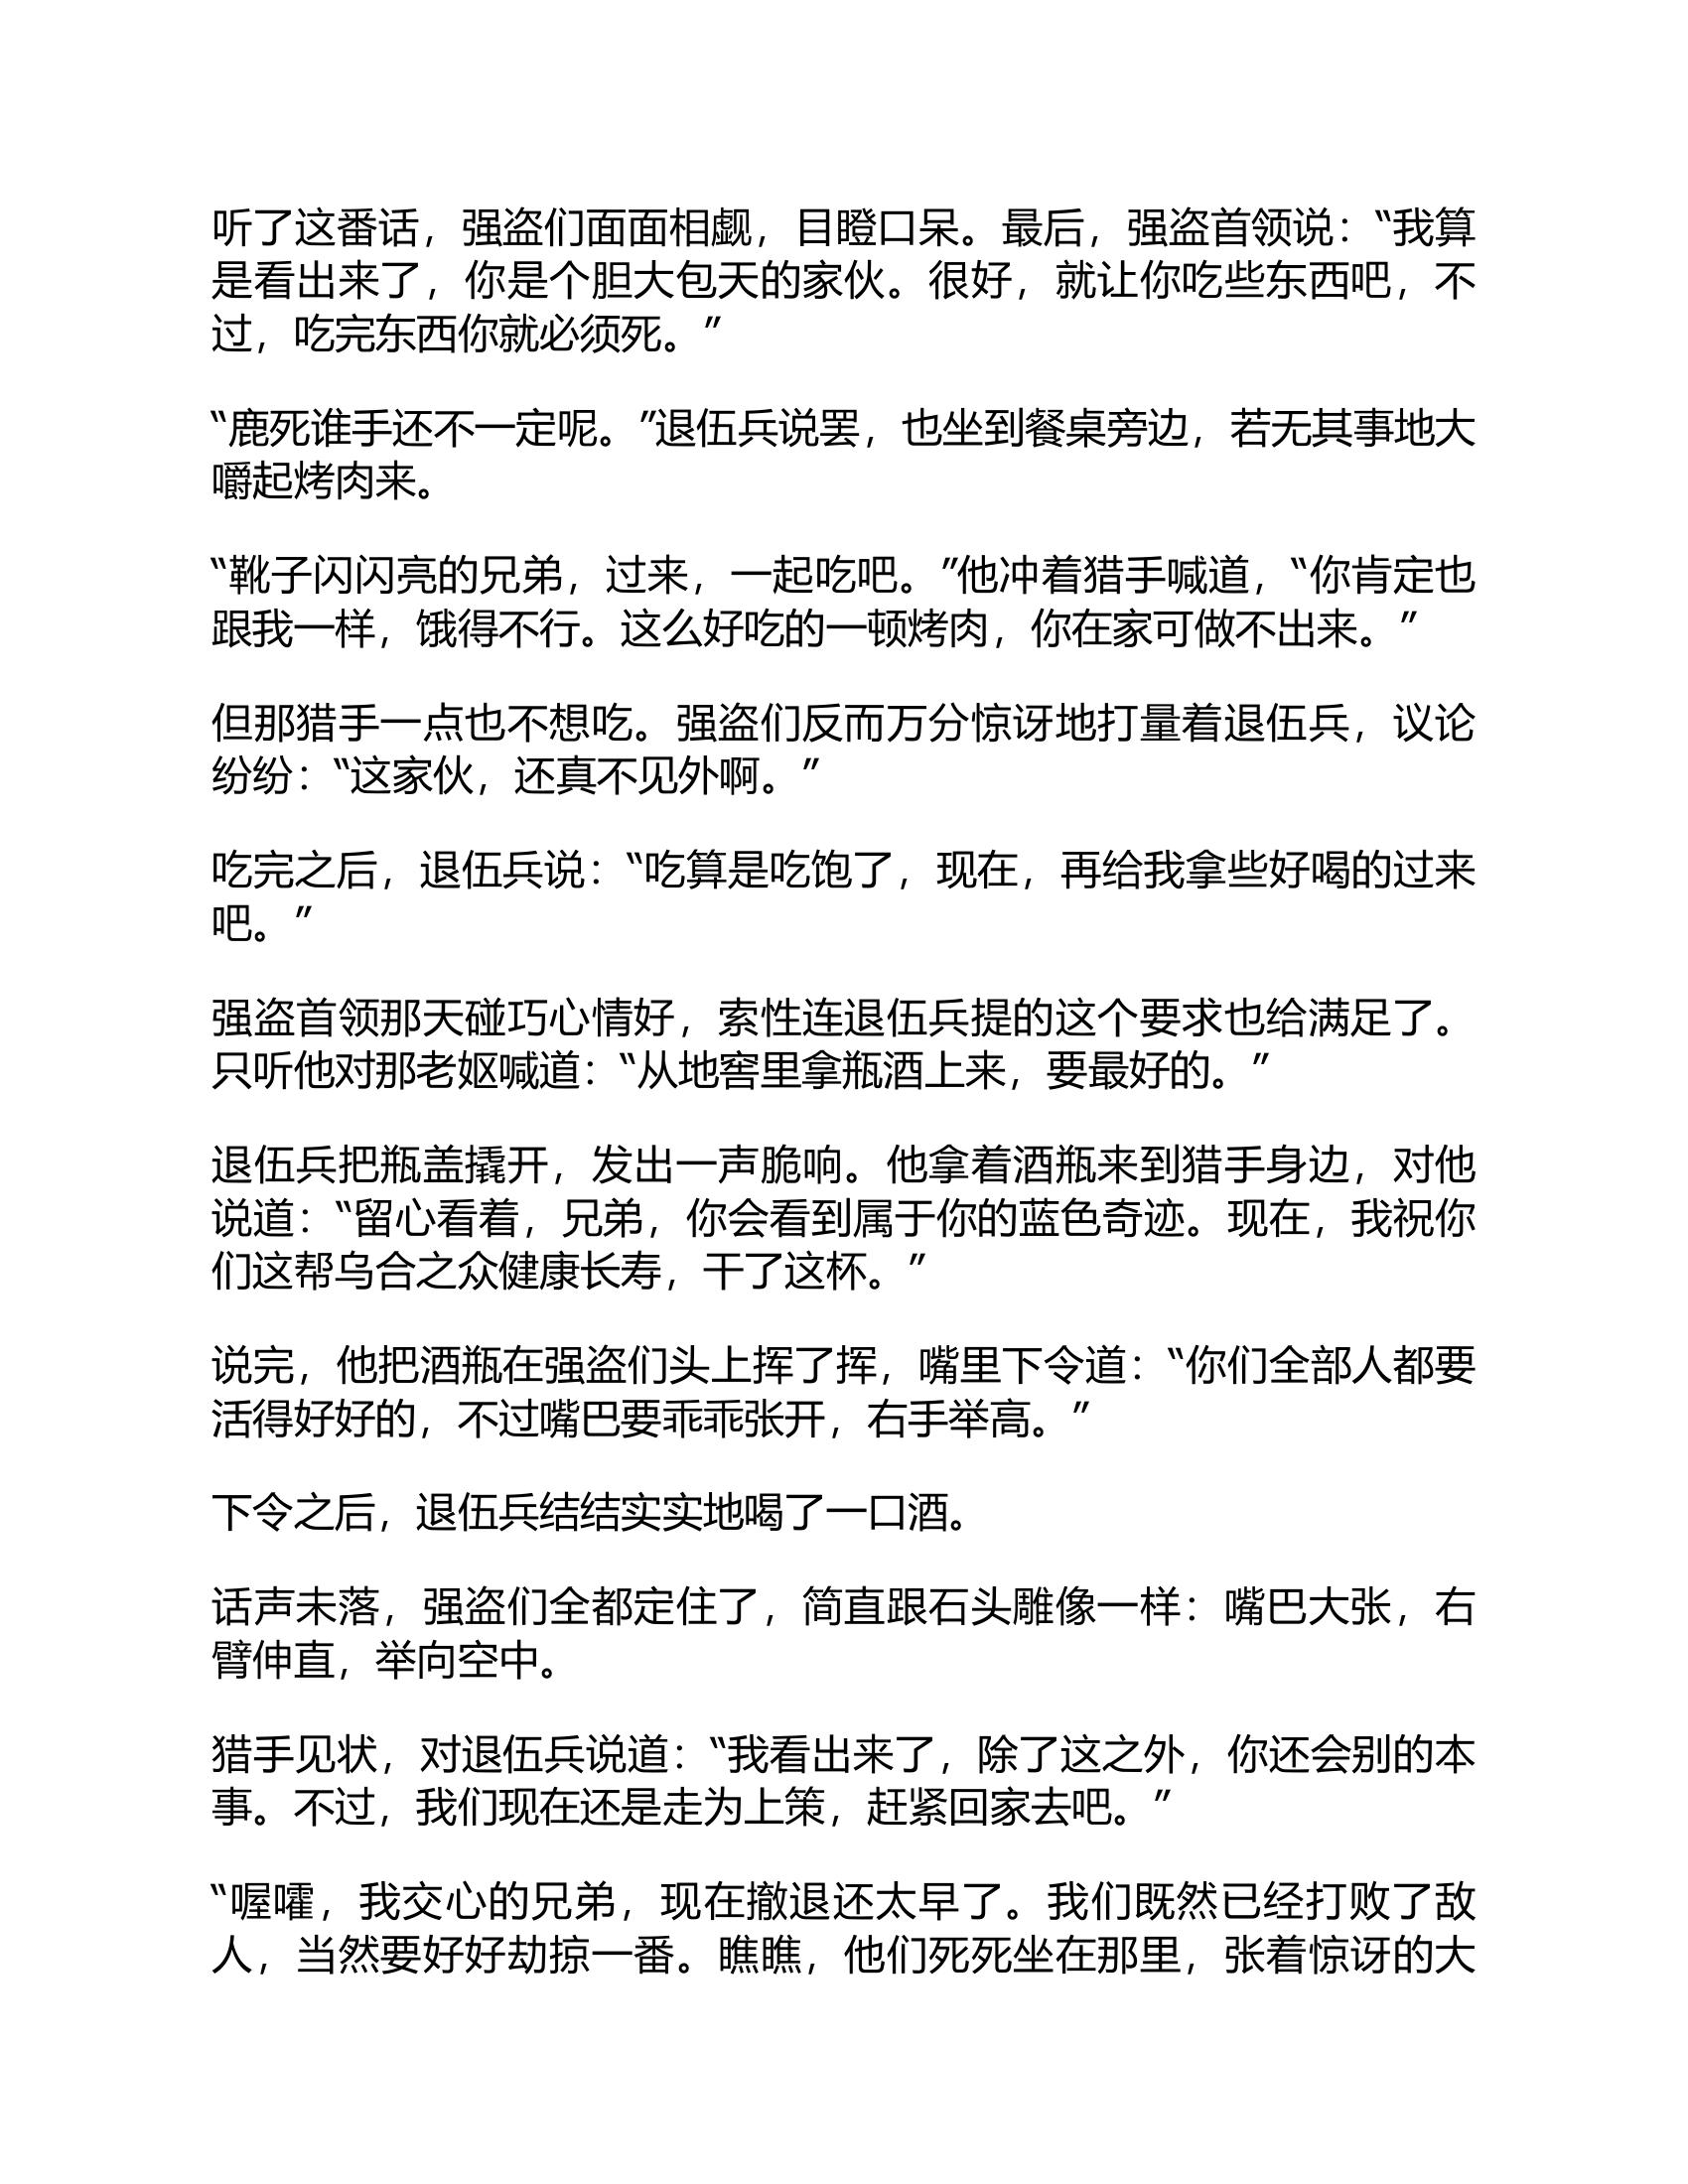 听了这番话，强盗们面面相觑，目瞪口呆。最后，强盗首领说：“我算
是看出来了，你是个胆大包天的家伙。很好，就让你吃些东西吧，不
过，吃完东西你就必须死。”
“鹿死谁手还不一定呢。”退伍兵说罢，也坐到餐桌旁边，若无其事地大
嚼起烤肉来。
“靴子闪闪亮的兄弟，过来，一起吃吧。”他冲着猎手喊道，“你肯定也
跟我一样，饿得不行。这么好吃的一顿烤肉，你在家可做不出来。”
但那猎手一点也不想吃。强盗们反而万分惊讶地打量着退伍兵，议论
纷纷：“这家伙，还真不见外啊。”
吃完之后，退伍兵说：“吃算是吃饱了，现在，再给我拿些好喝的过来
吧。”
强盗首领那天碰巧心情好，索性连退伍兵提的这个要求也给满足了。
只听他对那老妪喊道：“从地窖里拿瓶酒上来，要最好的。”
退伍兵把瓶盖撬开，发出一声脆响。他拿着酒瓶来到猎手身边，对他
说道：“留心看着，兄弟，你会看到属于你的蓝色奇迹。现在，我祝你
们这帮乌合之众健康长寿，干了这杯。”
说完，他把酒瓶在强盗们头上挥了挥，嘴里下令道：“你们全部人都要
活得好好的，不过嘴巴要乖乖张开，右手举高。”
下令之后，退伍兵结结实实地喝了一口酒。
话声未落，强盗们全都定住了，简直跟石头雕像一样：嘴巴大张，右
臂伸直，举向空中。
猎手见状，对退伍兵说道：“我看出来了，除了这之外，你还会别的本
事。不过，我们现在还是走为上策，赶紧回家去吧。”
“喔嚯，我交心的兄弟，现在撤退还太早了。我们既然已经打败了敌
人，当然要好好劫掠一番。瞧瞧，他们死死坐在那里，张着惊讶的大